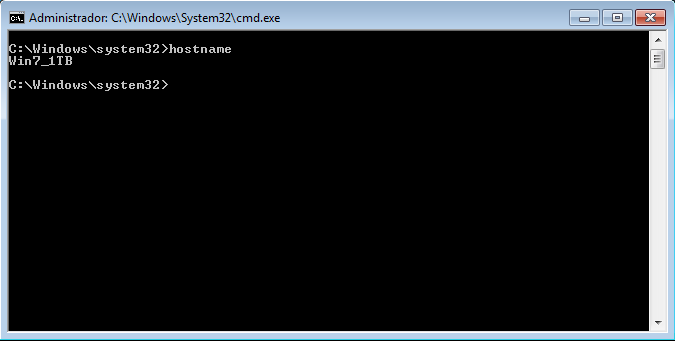 Administrador: C:\Windows\System32\cmd.exe
C:\Windows\system32>hostname
Win7_1TB
C:\Windows\system32>